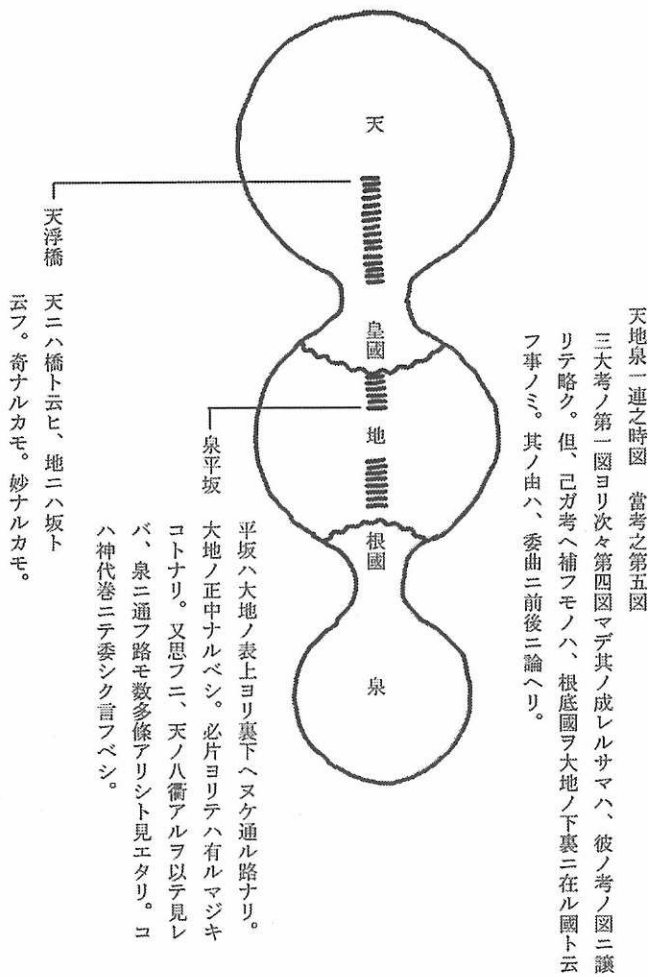 天地泉一連之時図　當考之第五図
三大考ノ第一図ヨリ次々第四図マデ其ノ成レルサマハ、彼ノ考ノ図ニ譲
リテ略ク。但、己ガ考ヘ補フモノハ、根底國ヲ大地ノ下裏ニ在ル國ト云
フ事ノミ。其ノ由ハ、委曲ニ前後ニ論ヘリ。
天
皇國
地
根國
泉
泉平坂
平坂ハ大地ノ表上ヨリ裏下ヘヌケ通ル路ナリ。
大地ノ正中ナルベシ。必片ヨリテハ有ルマジキ
コトナリ。又思フニ、天ノ八衢アルヲ以テ見レ
バ、泉ニ通フ路モ数多條アリシト見エタリ。コ
ハ神代巻ニテ委シク言フベシ。
天浮橋
天ニハ橋ト云ヒ、地ニハ坂ト
云フ。奇ナルカモ。妙ナルカモ。